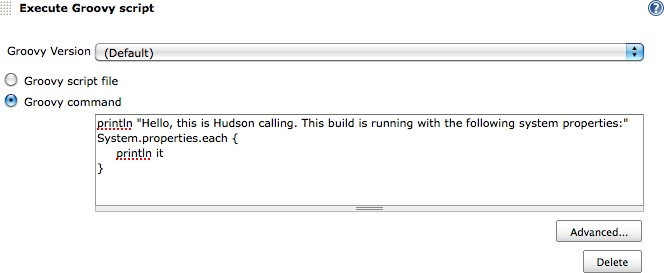 Execute Groovy script
?
Groovy Version (Default)
Groovy script file
Groovy command
println "Hello, this is Hudson calling. This build is running with the following system properties:"
System.properties.each {
    println it
}
Advanced...
Delete